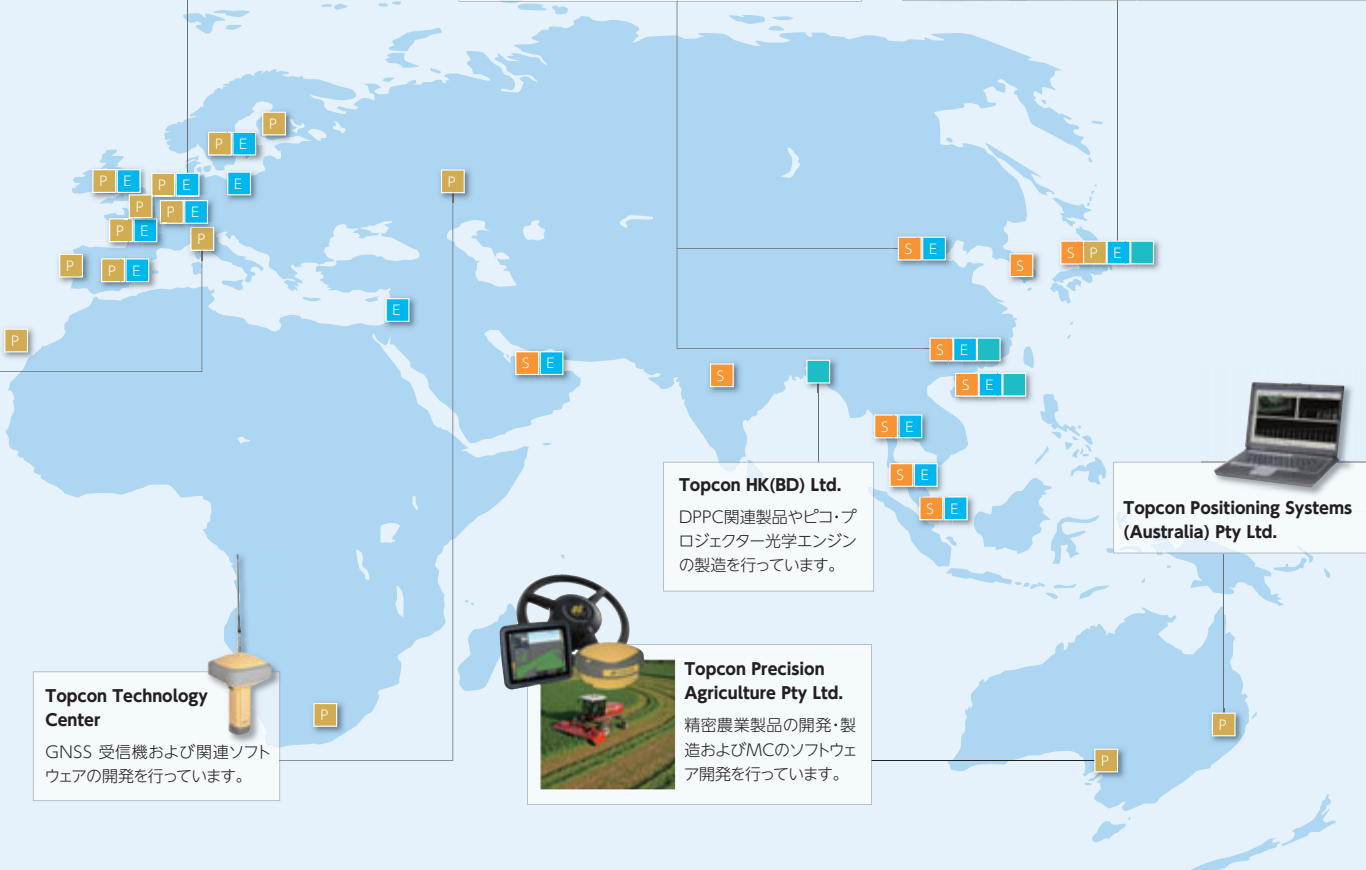 P
P E
P E
P E
E
P
P
P E
P E
P
S E
S
S P E
P
P E
E
P
S E
S E
S
S E
S E
Topcon HK(BD) Ltd.
DPPC関連製品やピコ・プ
ロジェクター光学エンジン
の製造を行っています。
S E
S E
Topcon Positioning Systems
(Australia) Pty Ltd.
Topcon Technology
Center
GNSS 受信機および関連ソフト
ウェアの開発を行っています。
P
Topcon Precision
Agriculture Pty Ltd.
精密農業製品の開発・製
造およびMCのソフトウェ
ア開発を行っています。
P
P